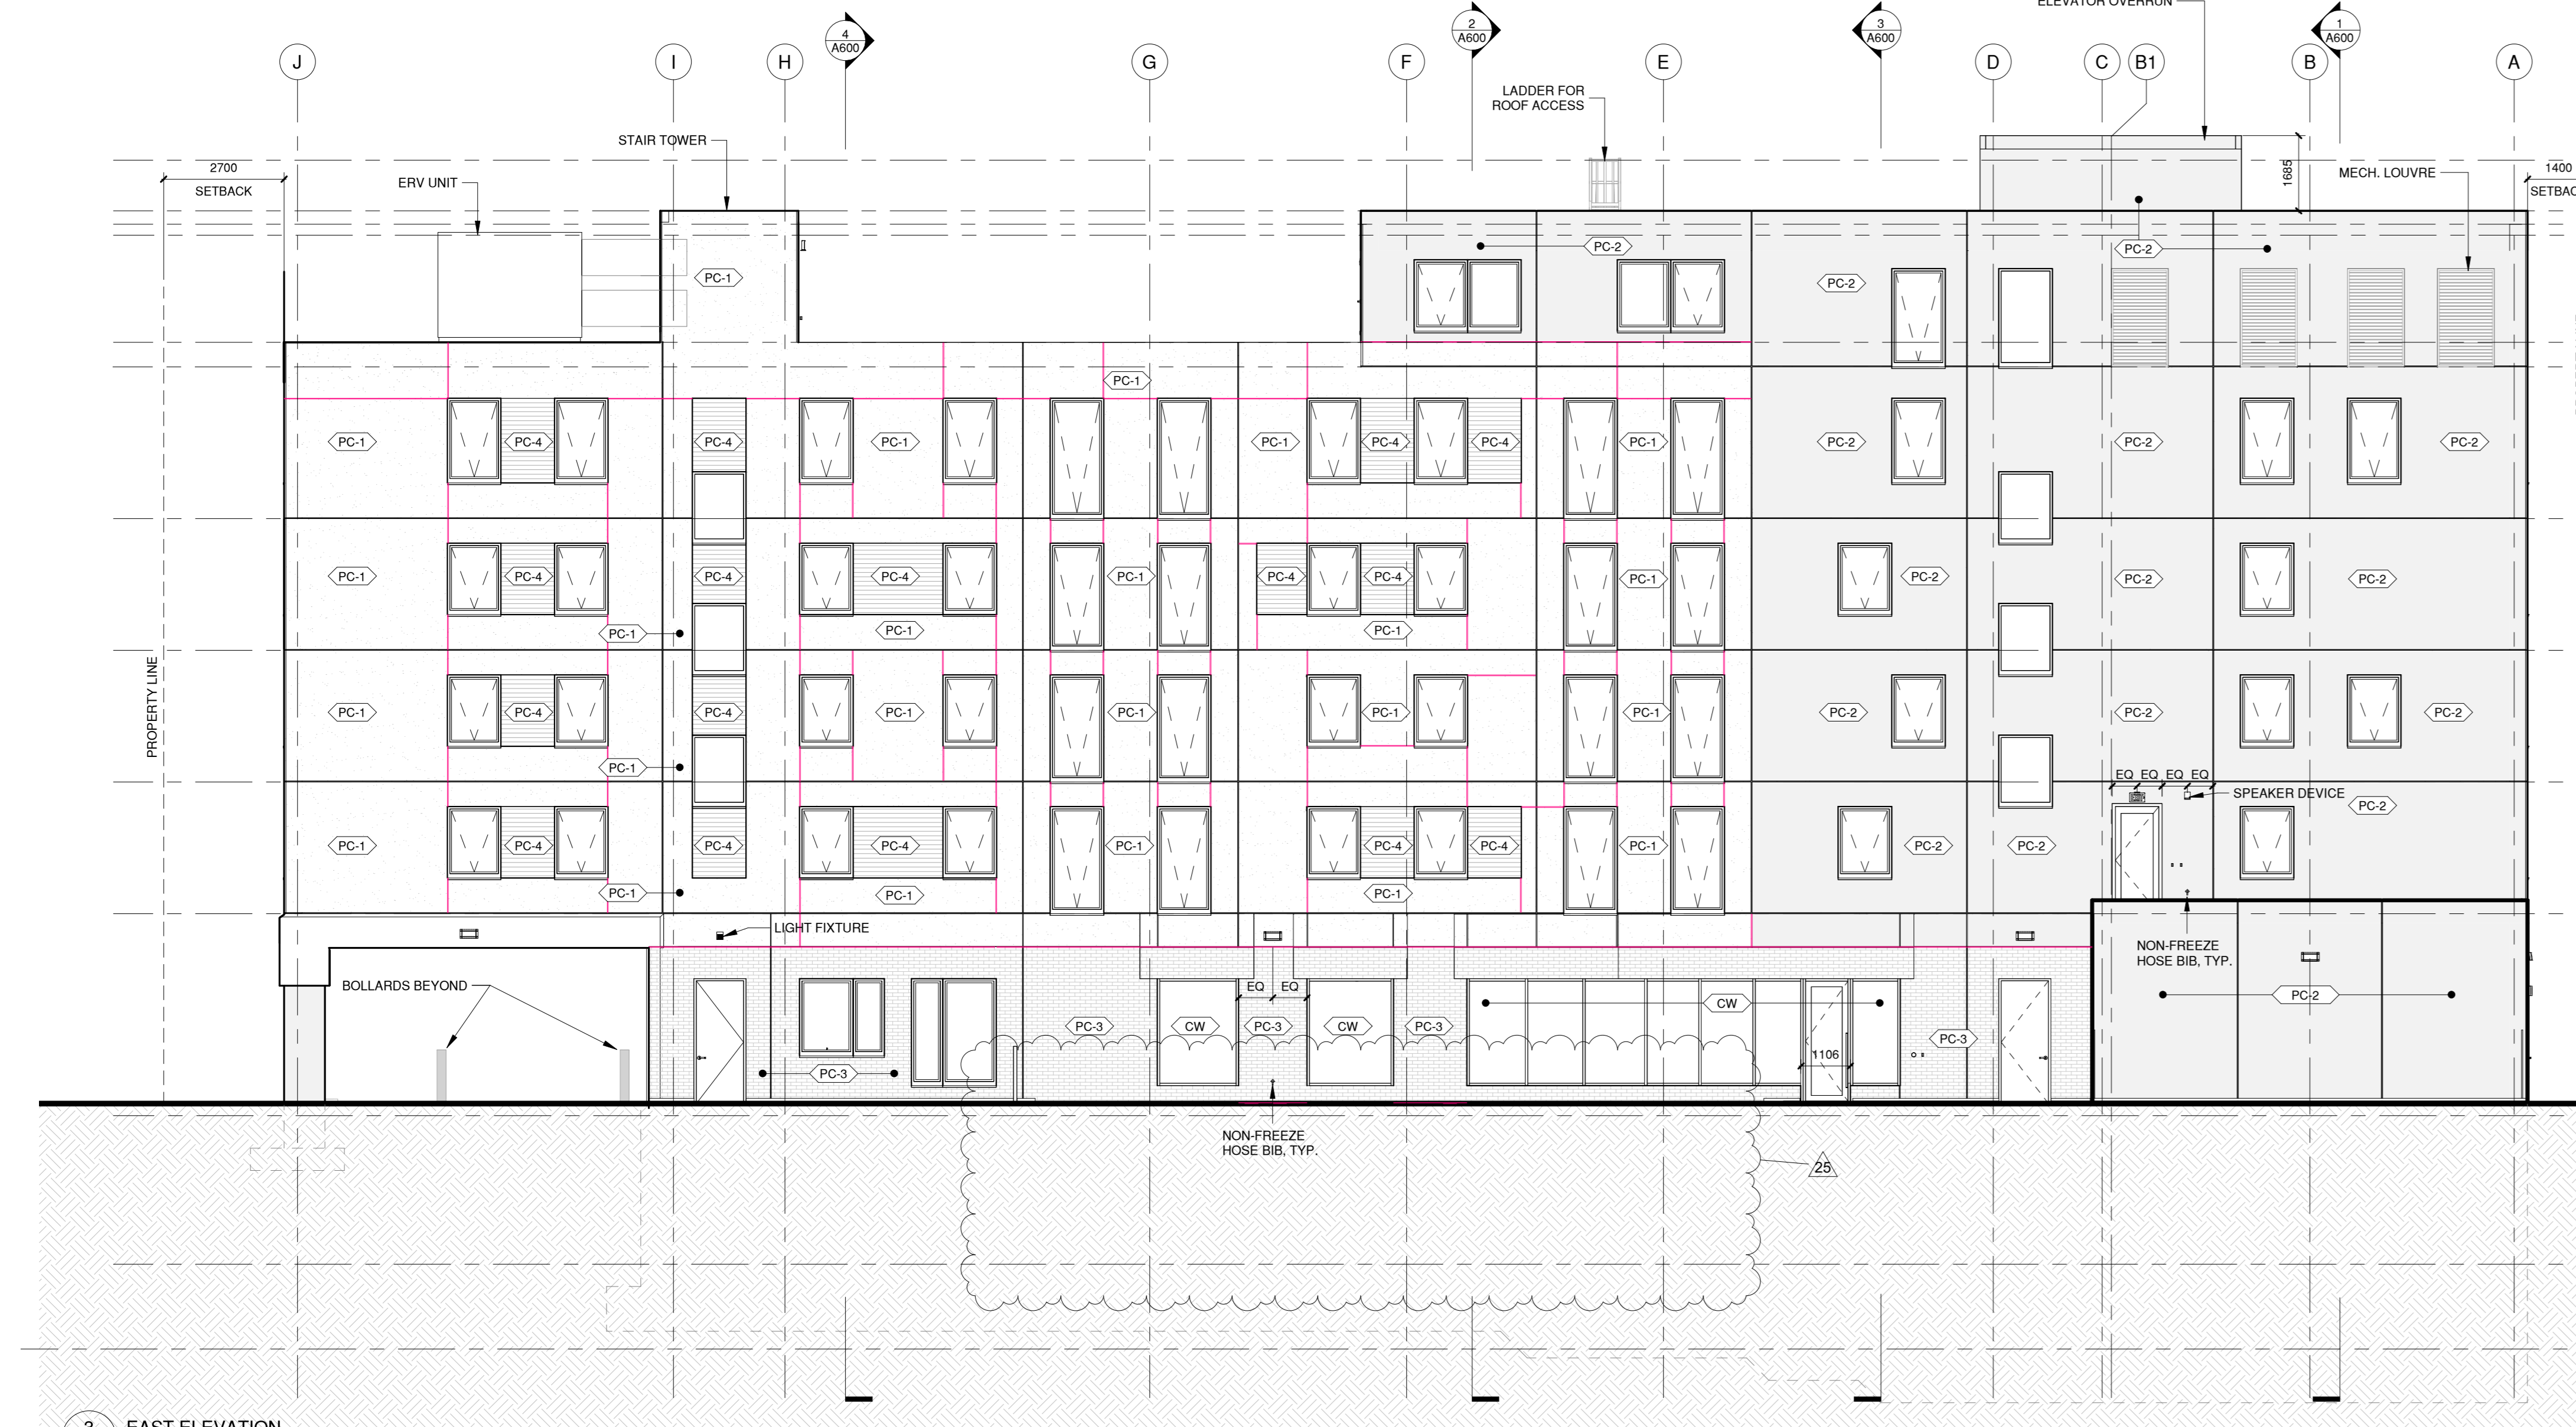 ELEVATOR OVERRUN
4
A600
2
A600
3
A600
1
A600
J
I
H
G
F
E
D
C
B1
B
A
LADDER FOR
ROOF ACCESS
STAIR TOWER
2700
SETBACK
ERV UNIT
1685
MECH. LOUVRE
1400
PC-2
PC-2
PC-1
PC-2
PC-1
PC-1
PC-4
PC-4
PC-1
PC-1
PC-4
PC-4
PC-1
PC-2
PC-2
PC-2
PC-1
PC-4
PC-4
PC-4
PC-1
PC-4
PC-4
PC-1
PC-2
PC-2
PC-2
PC-1
PC-1
PC-1
PROPERTY LINE
PC-1
PC-4
PC-4
PC-1
PC-1
PC-1
PC-1
PC-2
PC-2
PC-2
PC-1
EQ EQ EQ EQ
SPEAKER DEVICE
PC-2
PC-1
PC-4
PC-4
PC-4
PC-1
PC-4
PC-4
PC-1
PC-2
PC-2
PC-1
PC-1
PC-1
LIGHT FIXTURE
NON-FREEZE
HOSE BIB, TYP.
BOLLARDS BEYOND
EQ EQ
PC-2
CW
PC-3
CW
PC-3
CW
PC-3
PC-3
1106
PC-3
NON-FREEZE
HOSE BIB, TYP.
25
EAST ELEVATION